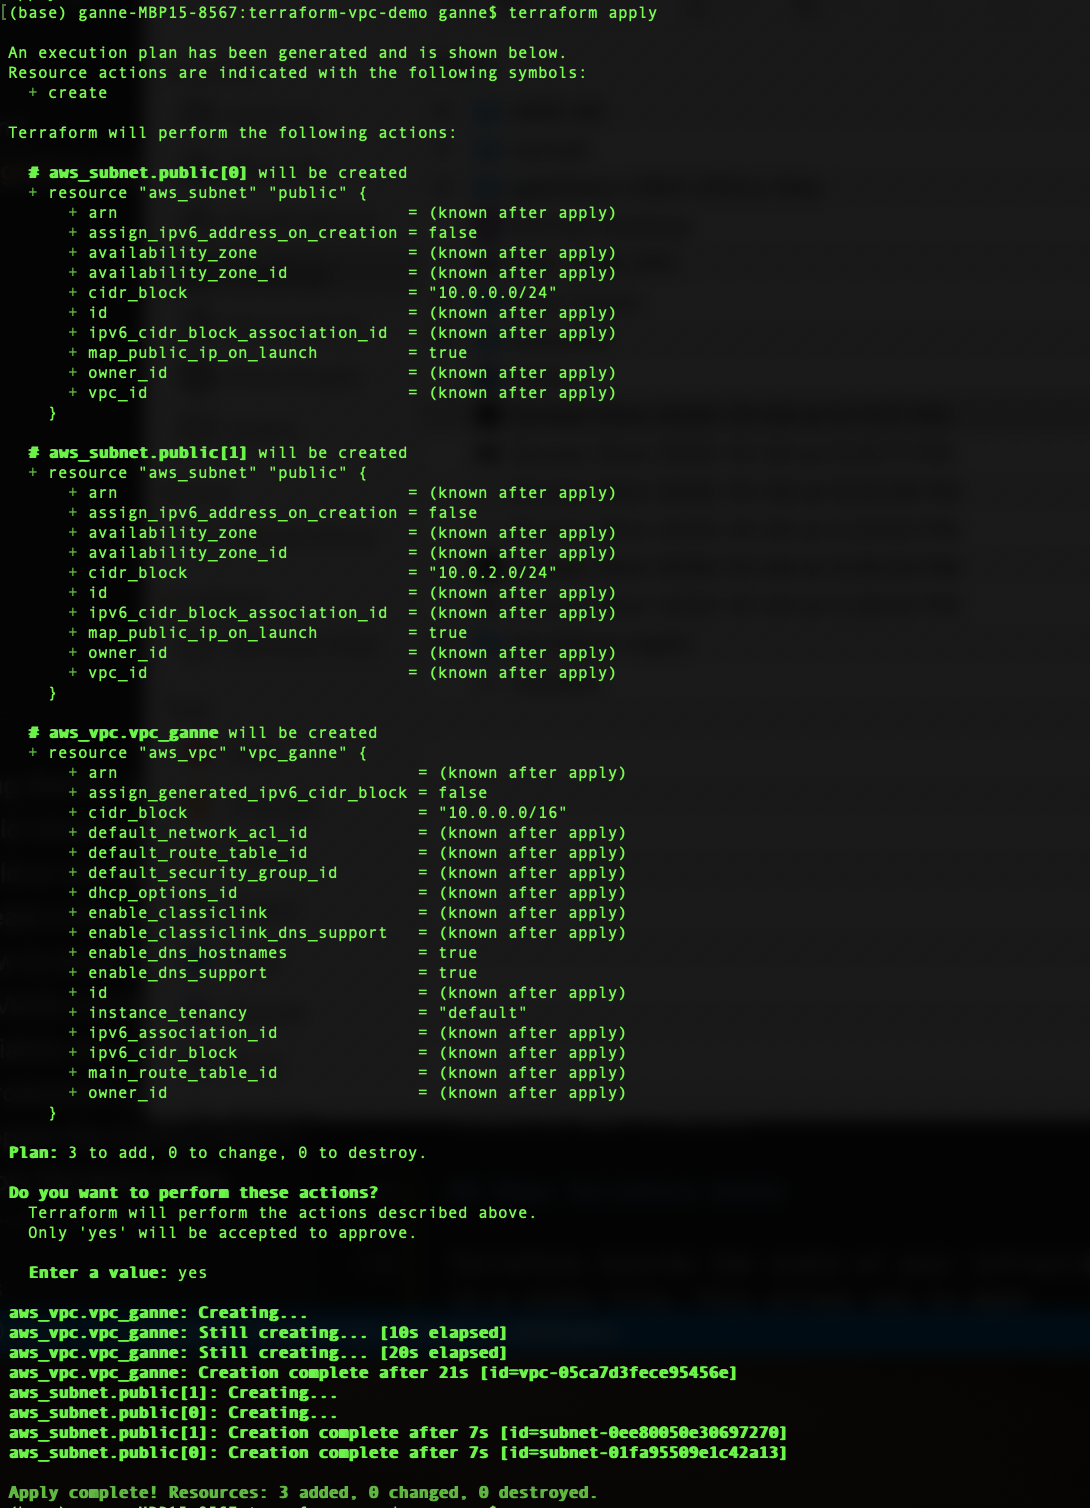 [(base) ganne-MBP15-8567:terraform-vpc-demo ganne$ terraform apply
An execution plan has been generated and is shown below.
Resource actions are indicated with the following symbols:
+ create
Terraform will perform the following actions:
# aws_subnet.public[0] will be created
+ resource "aws_subnet" "public" {
+ arn = (known after apply)
+ assign_ipv6_address_on_creation = false
+ availability_zone = (known after apply)
+ availability_zone_id = (known after apply)
+ cidr_block = "10.0.0.0/24"
+ id = (known after apply)
+ ipv6_cidr_block_association_id = (known after apply)
+ map_public_ip_on_launch = true
+ owner_id = (known after apply)
+ vpc_id = (known after apply)
}
# aws_subnet.public[1] will be created
+ resource "aws_subnet" "public" {
+ arn = (known after apply)
+ assign_ipv6_address_on_creation = false
+ availability_zone = (known after apply)
+ availability_zone_id = (known after apply)
+ cidr_block = "10.0.2.0/24"
+ id = (known after apply)
+ ipv6_cidr_block_association_id = (known after apply)
+ map_public_ip_on_launch = true
+ owner_id = (known after apply)
+ vpc_id = (known after apply)
}
# aws_vpc.vpc_ganne will be created
+ resource "aws_vpc" "vpc_ganne" {
+ arn = (known after apply)
+ assign_generated_ipv6_cidr_block = false
+ cidr_block = "10.0.0.0/16"
+ default_network_acl_id = (known after apply)
+ default_route_table_id = (known after apply)
+ default_security_group_id = (known after apply)
+ dhcp_options_id = (known after apply)
+ enable_classiclink = (known after apply)
+ enable_classiclink_dns_support = (known after apply)
+ enable_dns_hostnames = true
+ enable_dns_support = true
+ id = (known after apply)
+ instance_tenancy = "default"
+ ipv6_association_id = (known after apply)
+ ipv6_cidr_block = (known after apply)
+ main_route_table_id = (known after apply)
+ owner_id = (known after apply)
}
Plan: 3 to add, 0 to change, 0 to destroy.
Do you want to perform these actions?
Terraform will perform the actions described above.
Only 'yes' will be accepted to approve.
Enter a value: yes
aws_vpc.vpc_ganne: Creating...
aws_vpc.vpc_ganne: Still creating... [10s elapsed]
aws_vpc.vpc_ganne: Still creating... [20s elapsed]
aws_vpc.vpc_ganne: Creation complete after 21s [id=vpc-05ca7d3fece95456e]
aws_subnet.public[1]: Creating...
aws_subnet.public[0]: Creating...
aws_subnet.public[1]: Creation complete after 7s [id=subnet-0ee80050e30697270]
aws_subnet.public[0]: Creation complete after 7s [id=subnet-01fa95509e1c42a13]
Apply complete! Resources: 3 added, 0 changed, 0 destroyed.